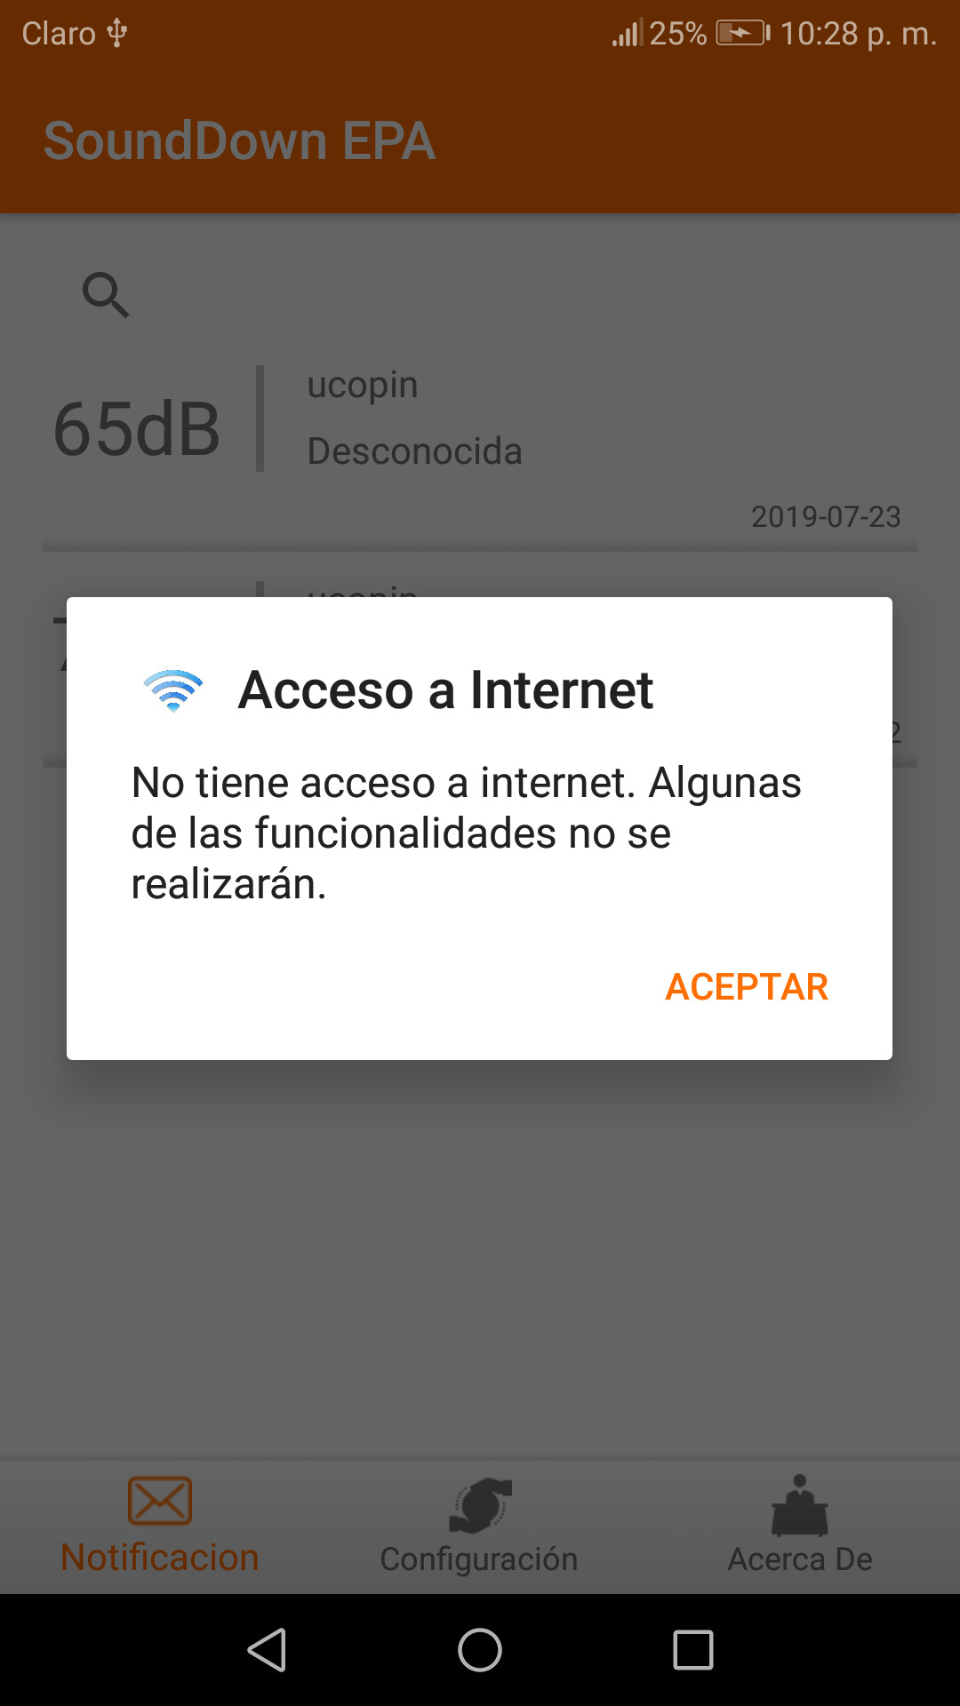 Claro 25% 10:28 p. m.
SoundDown EPA
65dB
ucopin
Desconocida
2019-07-23
Acceso a Internet
No tiene acceso a internet. Algunas
de las funcionalidades no se
realizarán.
ACEPTAR
Notificacion Configuración Acerca De